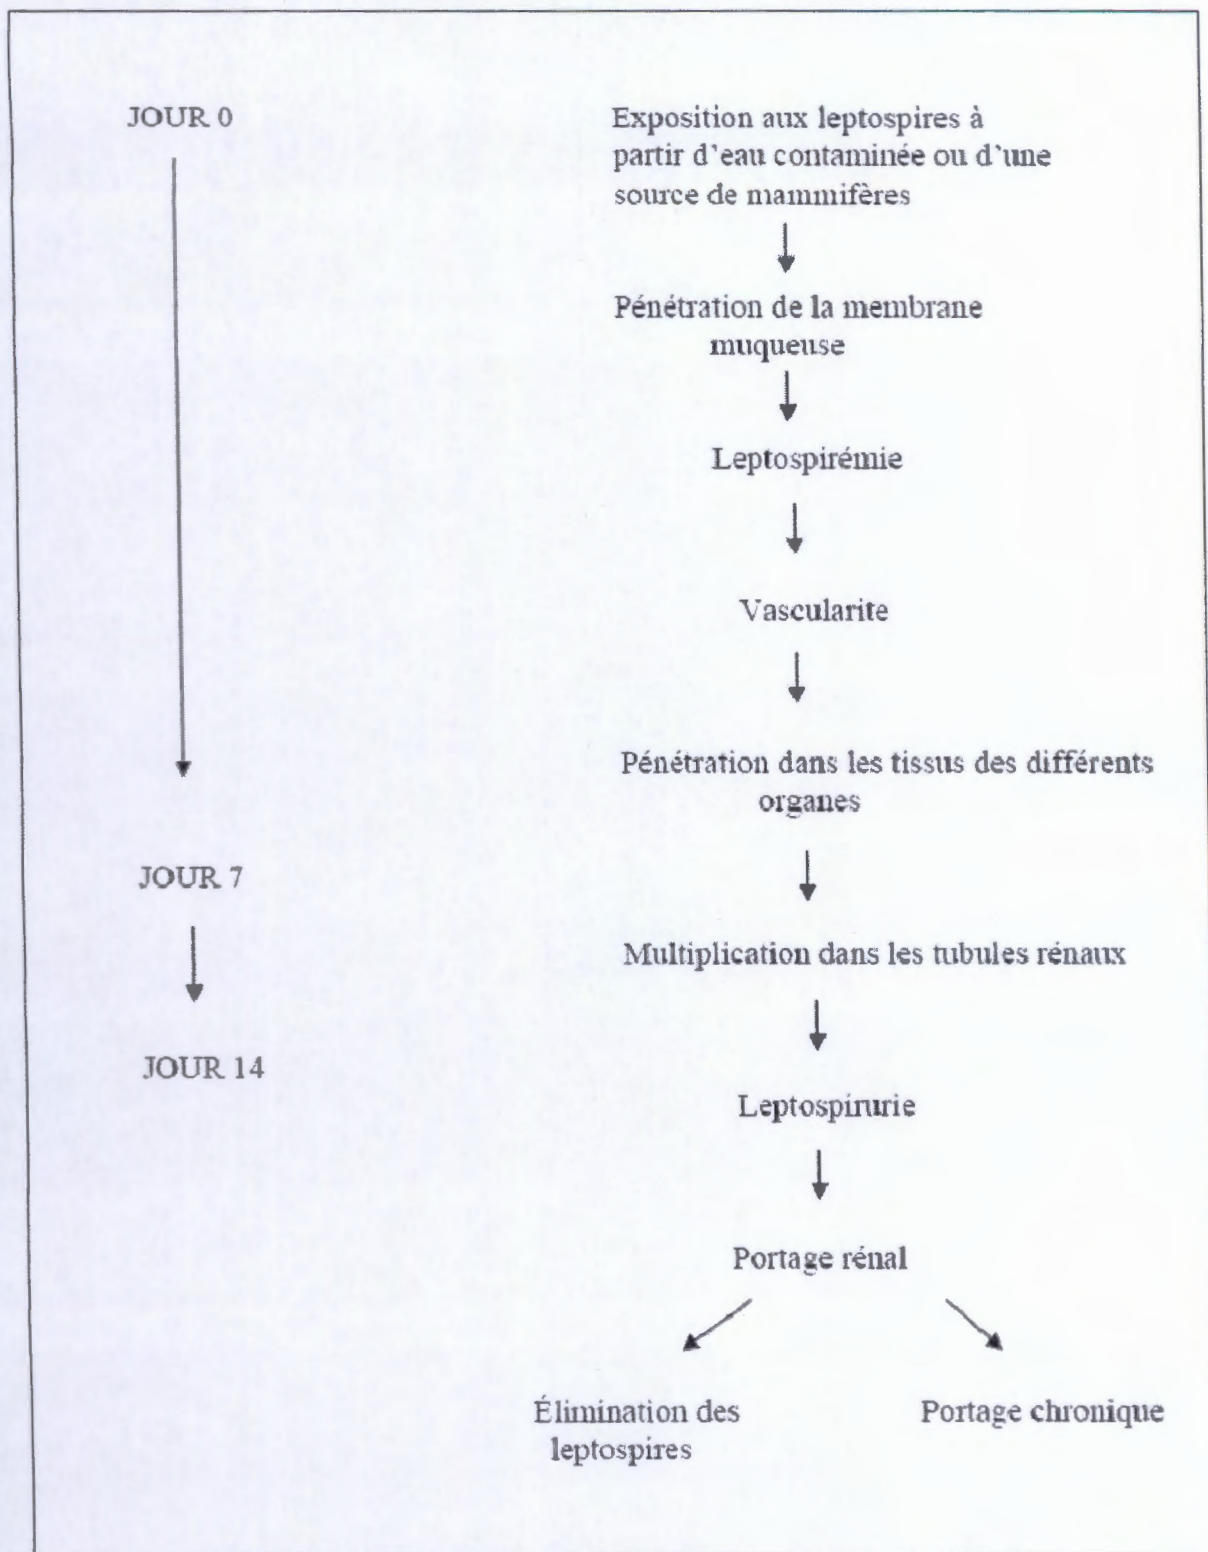 JOUR 0
Exposition aux leptospires à
partir d'eau contaminée ou d'une
source de mammifères
Pénétration de la membrane
muqueuse
Leptospirémie
Vascularite
Pénétration dans les tissus des différents
organes
JOUR 7
Multiplication dans les tubules rénaux
JOUR 14
Leptospirurie
Portage rénal
Élimination des
leptospires
Portage chronique